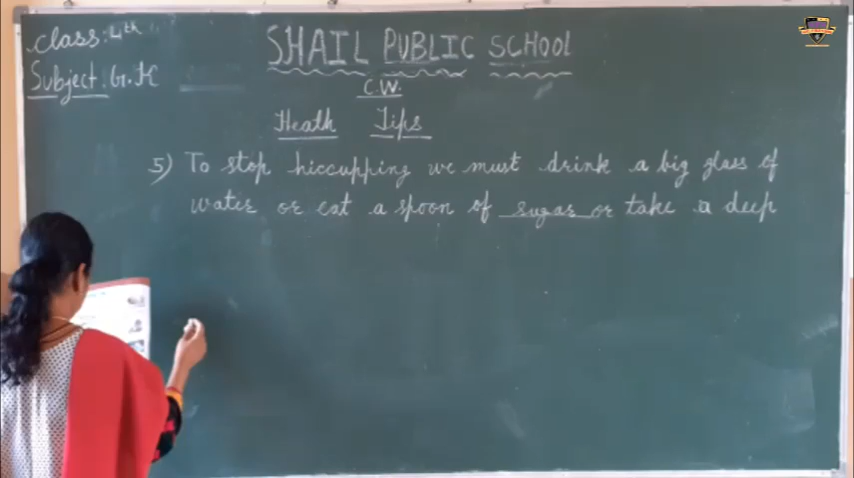 Class: 4th
Subject: G.K
SHAIL PUBLIC SCHOOL
C.W.
Heath Tips
5) To stop hiccupping we must drink a big glass of
water or eat a spoon of sugar or take a deep